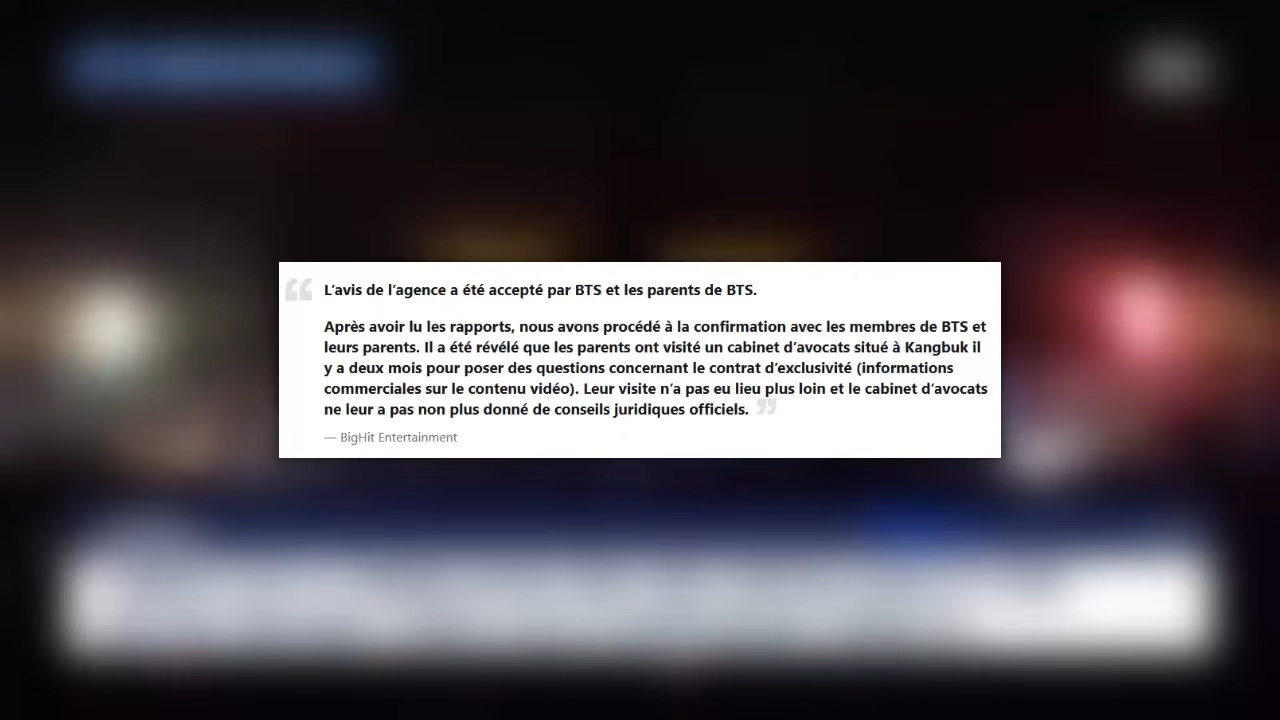 “ L’avis de l’agence a été accepté par BTS et les parents de BTS.
Après avoir lu les rapports, nous avons procédé à la confirmation avec les membres de BTS et
leurs parents. Il a été révélé que les parents ont visité un cabinet d’avocats situé à Kangbuk il
y a deux mois pour poser des questions concernant le contrat d’exclusivité (informations
commerciales sur le contenu vidéo). Leur visite n’a pas eu lieu plus loin et le cabinet d’avocats
ne leur a pas non plus donné de conseils juridiques officiels. ”
— BigHit Entertainment